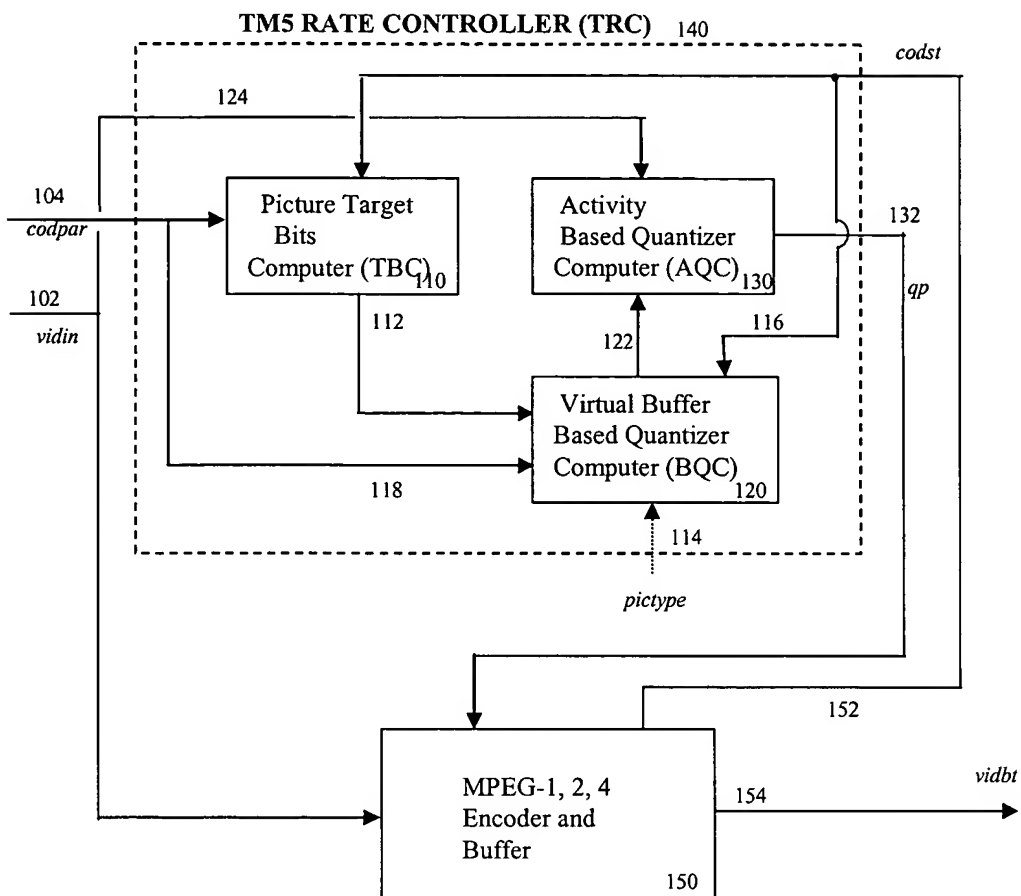 TM5 RATE CONTROLLER (TRC) 140
codst
124
104
codpar
Picture Target
Bits
Computer (TBC) 110
Activity
Based Quantizer
Computer (AQC) 130
132
qp
102
vidin
112
122
116
Virtual Buffer
Based Quantizer
Computer (BQC) 120
118
114
pictype
152
MPEG-1, 2, 4
Encoder and
Buffer
150
154
vidbt